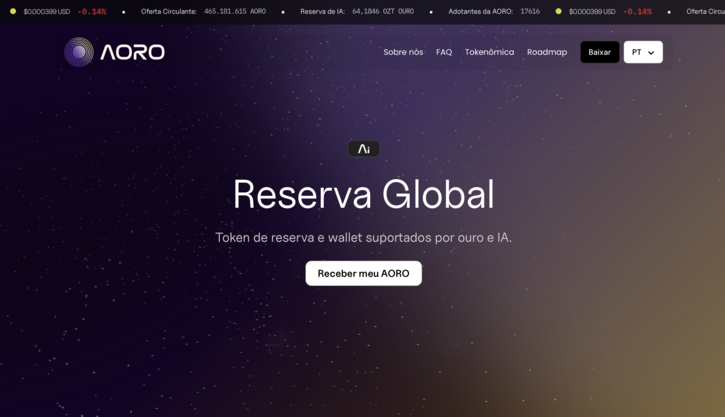 $0.000399 USD -0.14% Oferta Circulante: 465.181.615 AORO Reserva de IA: 64,1846 OZT OURO Adotantes da AORO: 17616 $0.000399 USD -0.14% Oferta Circu
AORO Sobre nós FAQ Tokenômica Roadmap Baixar PT
Ai
Reserva Global
Token de reserva e wallet suportados por ouro e IA.
Receber meu AORO